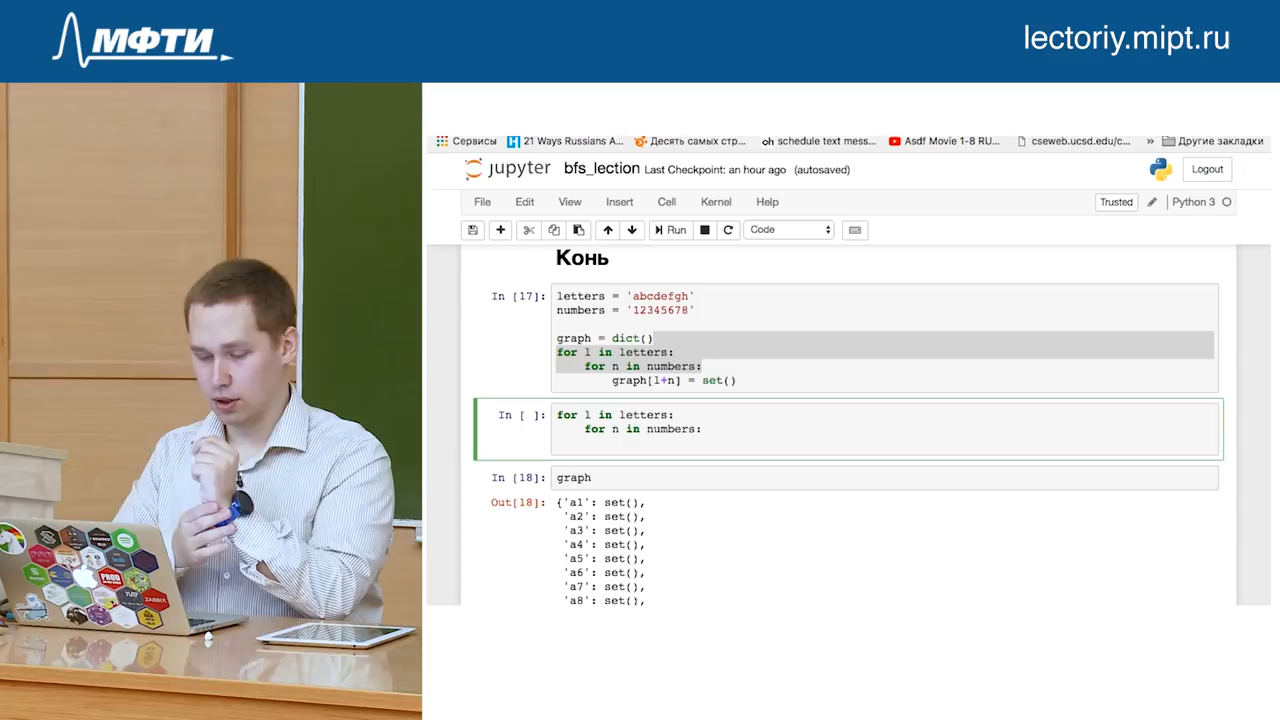 МФТИ
lectoriy.mipt.ru
Сервисы
21 Ways Russians A...
Десять самых стр...
oh schedule text mess...
Asdf Movie 1-8 RU...
cseweb.ucsd.edu/c...
»
Другие закладки
jupyter bfs_lection Last Checkpoint: an hour ago (autosaved)
Logout
File Edit View Insert Cell Kernel Help
Trusted
Python 3
Run
Code
Конь
In [17]:
letters = 'abcdefgh'
numbers = '12345678'
graph = dict()
for l in letters:
for n in numbers:
graph[l+n] = set()
In [ ]:
for l in letters:
for n in numbers:
In [18]:
graph
Out[18]:
{'a1': set(),
'a2': set(),
'a3': set(),
'a4': set(),
'a5': set(),
'a6': set(),
'a7': set(),
'a8': set(),
PROD
ZABBIX